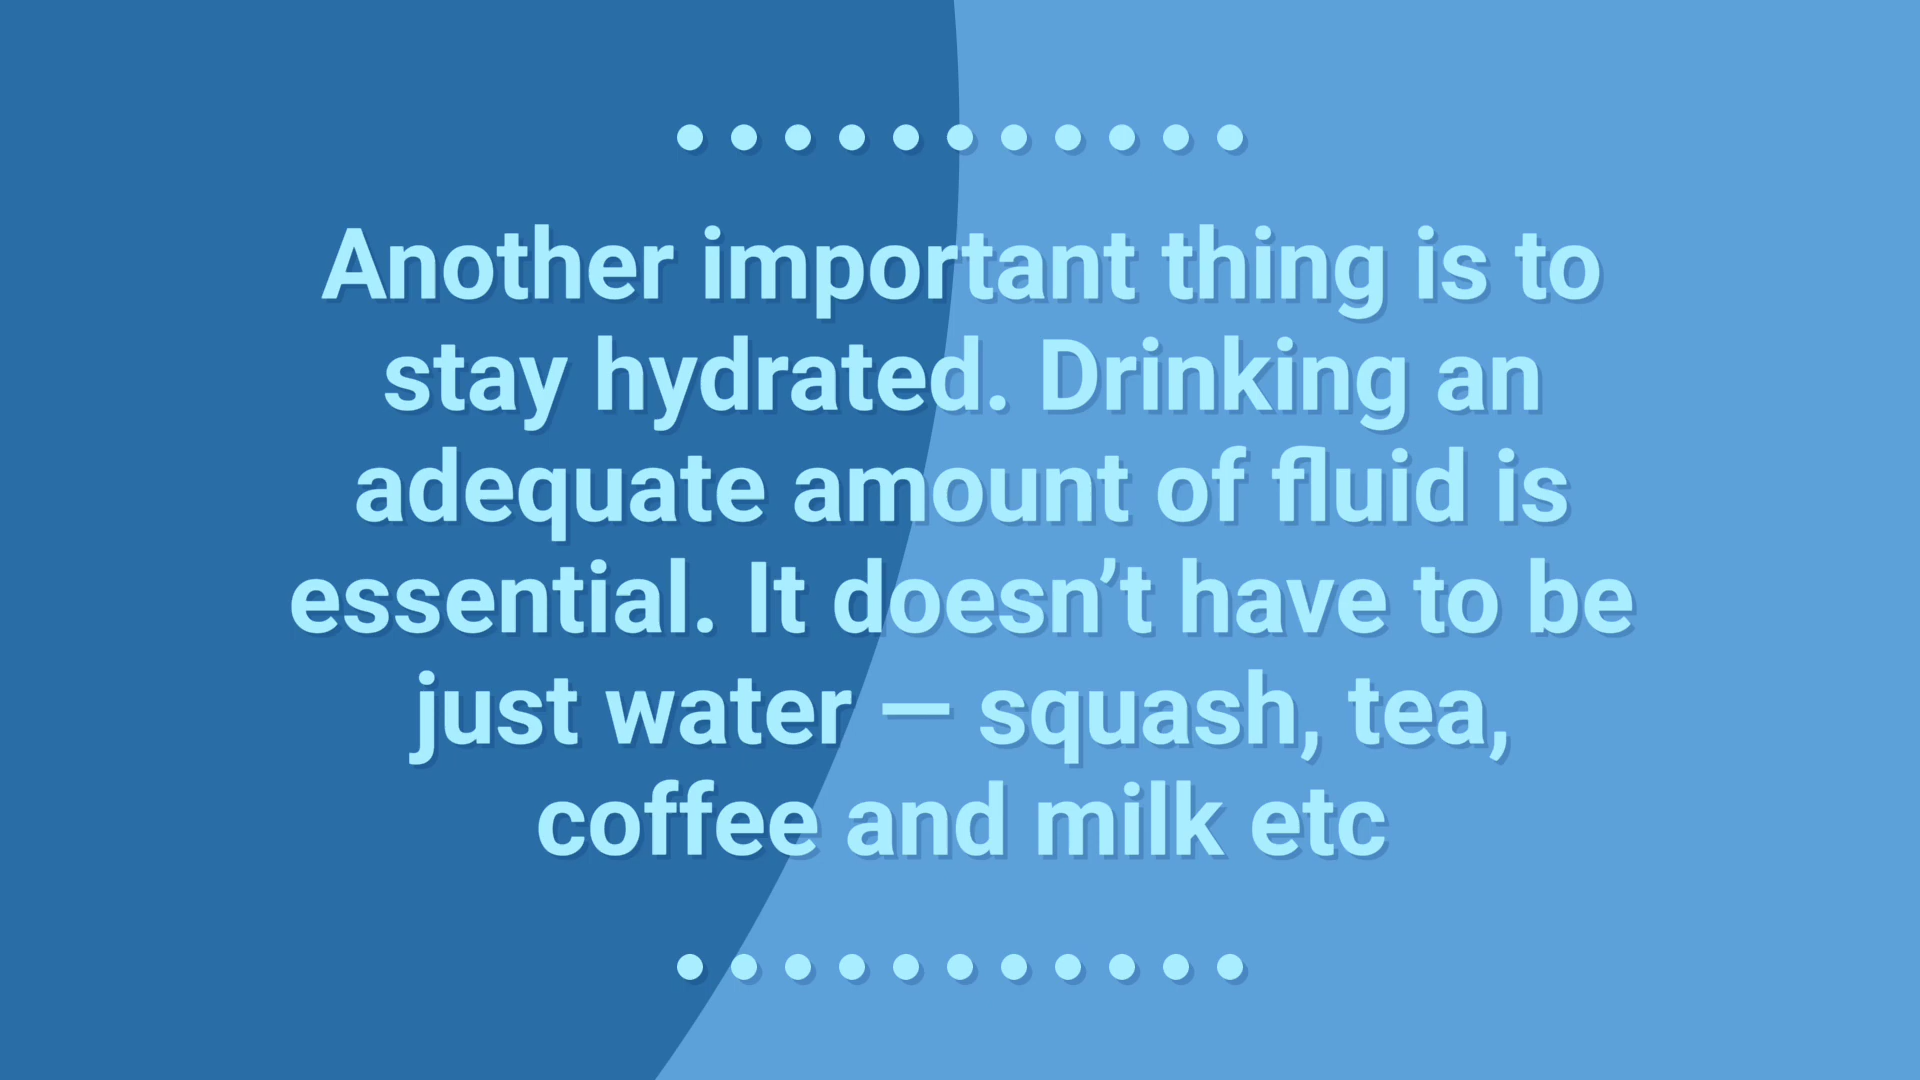 Another important thing is to
stay hydrated. Drinking an
adequate amount of fluid is
essential. It doesn’t have to be
just water — squash, tea,
coffee and milk etc